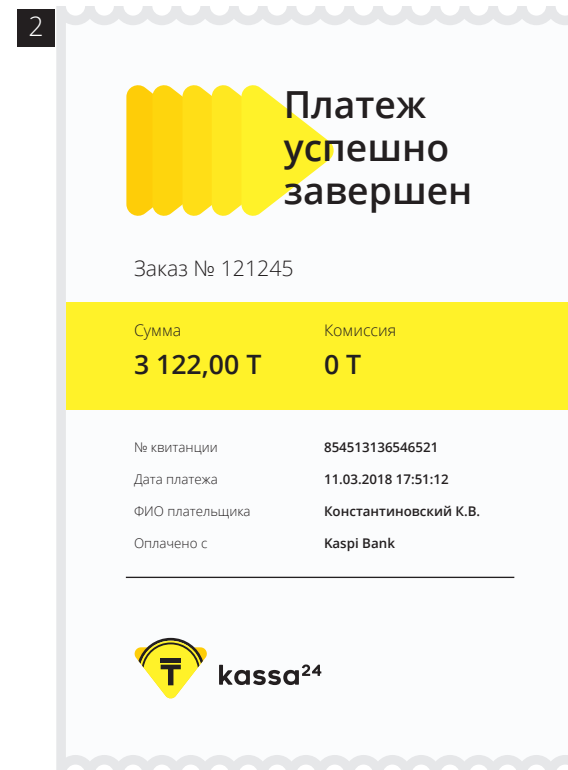 2
Платеж
успешно
завершен
Заказ № 121245
Сумма Комиссия
3 122,00 Т 0 Т
№ квитанции 854513136546521
Дата платежа 11.03.2018 17:51:12
ФИО плательщика Константиновский К.В.
Оплачено с Kaspi Bank
₸ kassa24